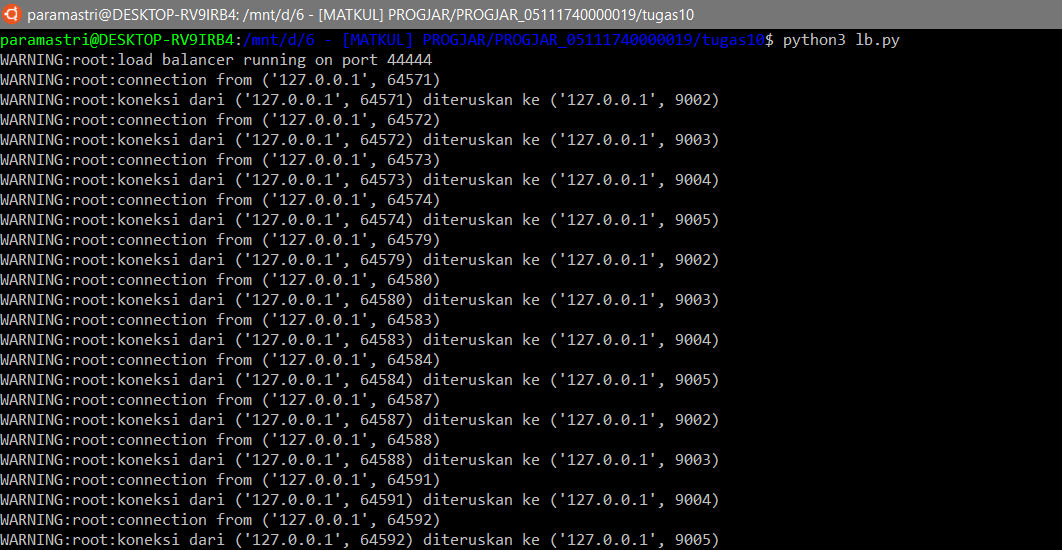 paramastri@DESKTOP-RV9IRB4: /mnt/d/6 - [MATKUL] PROGJAR/PROGJAR_05111740000019/tugas10
paramastri@DESKTOP-RV9IRB4:/mnt/d/6 - [MATKUL] PROGJAR/PROGJAR_05111740000019/tugas10$ python3 lb.py
WARNING:root:load balancer running on port 44444
WARNING:root:connection from ('127.0.0.1', 64571)
WARNING:root:koneksi dari ('127.0.0.1', 64571) diteruskan ke ('127.0.0.1', 9002)
WARNING:root:connection from ('127.0.0.1', 64572)
WARNING:root:koneksi dari ('127.0.0.1', 64572) diteruskan ke ('127.0.0.1', 9003)
WARNING:root:connection from ('127.0.0.1', 64573)
WARNING:root:koneksi dari ('127.0.0.1', 64573) diteruskan ke ('127.0.0.1', 9004)
WARNING:root:connection from ('127.0.0.1', 64574)
WARNING:root:koneksi dari ('127.0.0.1', 64574) diteruskan ke ('127.0.0.1', 9005)
WARNING:root:connection from ('127.0.0.1', 64579)
WARNING:root:koneksi dari ('127.0.0.1', 64579) diteruskan ke ('127.0.0.1', 9002)
WARNING:root:connection from ('127.0.0.1', 64580)
WARNING:root:koneksi dari ('127.0.0.1', 64580) diteruskan ke ('127.0.0.1', 9003)
WARNING:root:connection from ('127.0.0.1', 64583)
WARNING:root:koneksi dari ('127.0.0.1', 64583) diteruskan ke ('127.0.0.1', 9004)
WARNING:root:connection from ('127.0.0.1', 64584)
WARNING:root:koneksi dari ('127.0.0.1', 64584) diteruskan ke ('127.0.0.1', 9005)
WARNING:root:connection from ('127.0.0.1', 64587)
WARNING:root:koneksi dari ('127.0.0.1', 64587) diteruskan ke ('127.0.0.1', 9002)
WARNING:root:connection from ('127.0.0.1', 64588)
WARNING:root:koneksi dari ('127.0.0.1', 64588) diteruskan ke ('127.0.0.1', 9003)
WARNING:root:connection from ('127.0.0.1', 64591)
WARNING:root:koneksi dari ('127.0.0.1', 64591) diteruskan ke ('127.0.0.1', 9004)
WARNING:root:connection from ('127.0.0.1', 64592)
WARNING:root:koneksi dari ('127.0.0.1', 64592) diteruskan ke ('127.0.0.1', 9005)